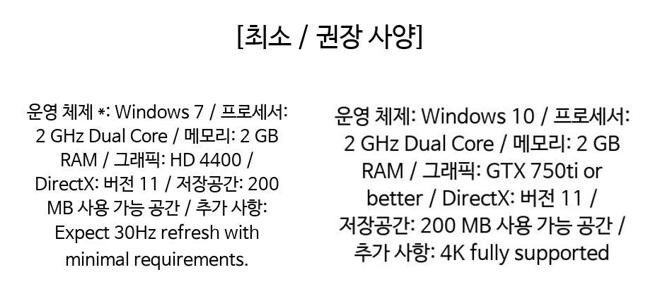 [최소 / 권장 사양]
운영 체제 *: Windows 7 / 프로세서:
2 GHz Dual Core / 메모리: 2 GB
RAM / 그래픽: HD 4400 /
DirectX: 버전 11 / 저장공간: 200
MB 사용 가능 공간 / 추가 사항:
Expect 30Hz refresh with
minimal requirements.
운영 체제: Windows 10 / 프로세서:
2 GHz Dual Core / 메모리: 2 GB
RAM / 그래픽: GTX 750ti or
better / DirectX: 버전 11 /
저장공간: 200 MB 사용 가능 공간 /
추가 사항: 4K fully supported